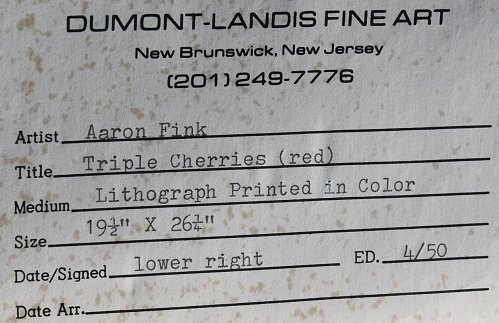 DUMONT-LANDIS FINE ART
New Brunswick, New Jersey
(201) 249-7776
Artist Aaron Fink
Title Triple Cherries (red)
Medium Lithograph Printed in Color
Size 19½" X 26¼"
Date/Signed lower right ED. 4/50
Date Arr.